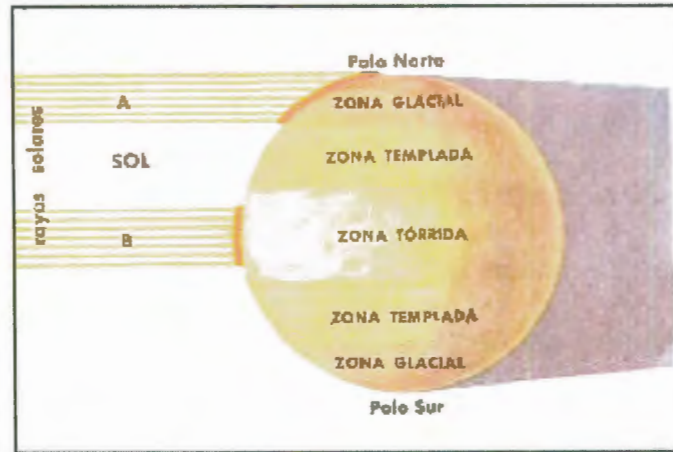 Polo Norte
rayos solares
A
ZONA GLACIAL
SOL
ZONA TEMPLADA
B
ZONA TÓRRIDA
ZONA TEMPLADA
ZONA GLACIAL
Polo Sur